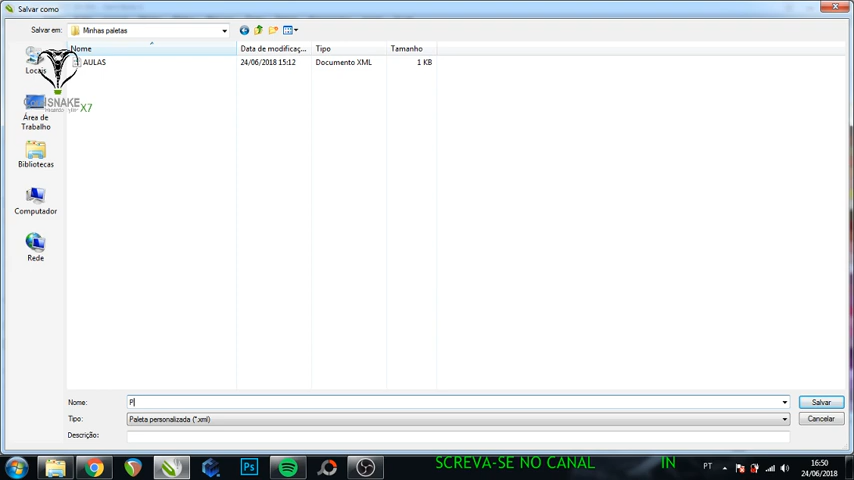 Salvar como
Salvar em: Minhas paletas
Nome Data de modificaç... Tipo Tamanho
AULAS 24/06/2018 15:12 Documento XML 1 KB
Locais
SNAKE X7
Área de Trabalho
Bibliotecas
Computador
Rede
Nome: P Salvar
Tipo: Paleta personalizada (*.xml) Cancelar
Descrição:
SCREVA-SE NO CANAL IN
PT 16:50
24/06/2018